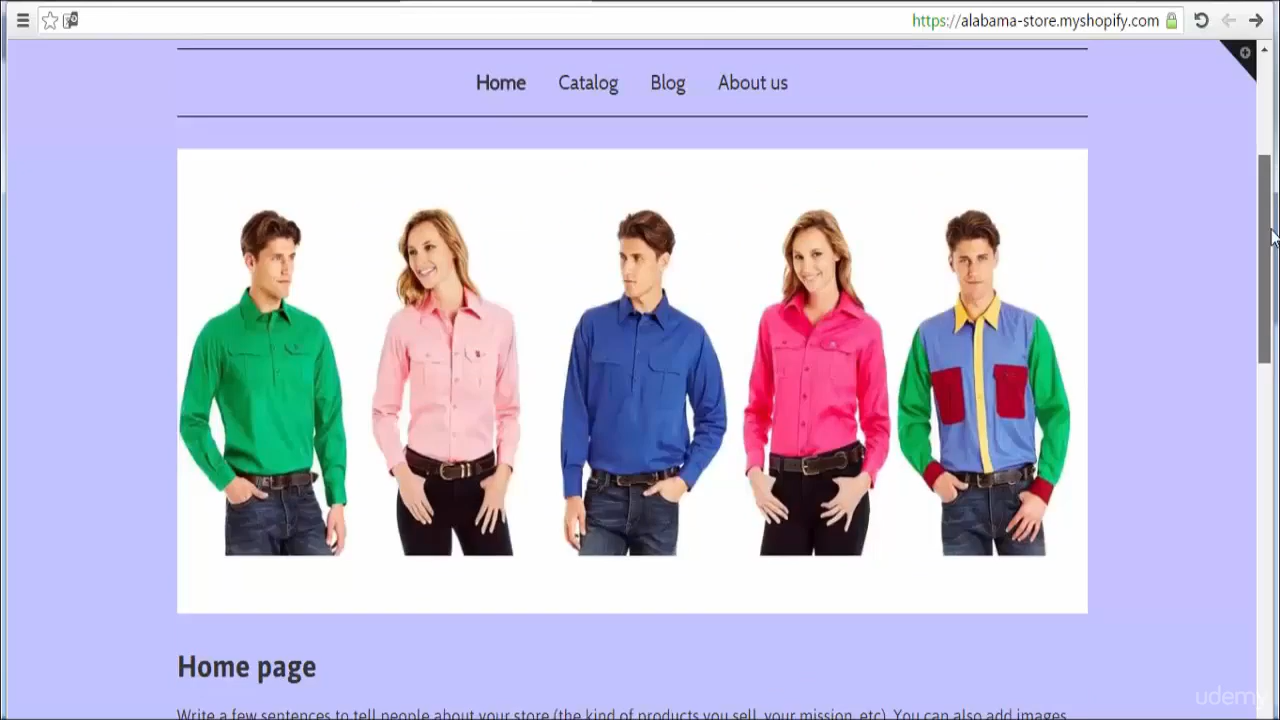 https://alabama-store.myshopify.com
Home Catalog Blog About us
Home page
Write a few sentences to tell people about your store (the kind of products you sell, your mission, etc). You can also add images
udemy